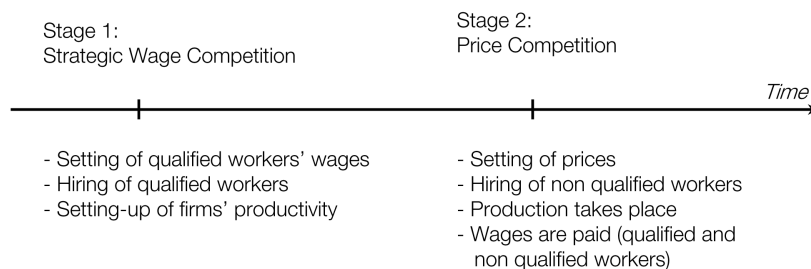 Stage 1:
Strategic Wage Competition
Stage 2:
Price Competition
Time
- Setting of qualified workers’ wages
- Hiring of qualified workers
- Setting-up of firms’ productivity
- Setting of prices
- Hiring of non qualified workers
- Production takes place
- Wages are paid (qualified and
non qualified workers)